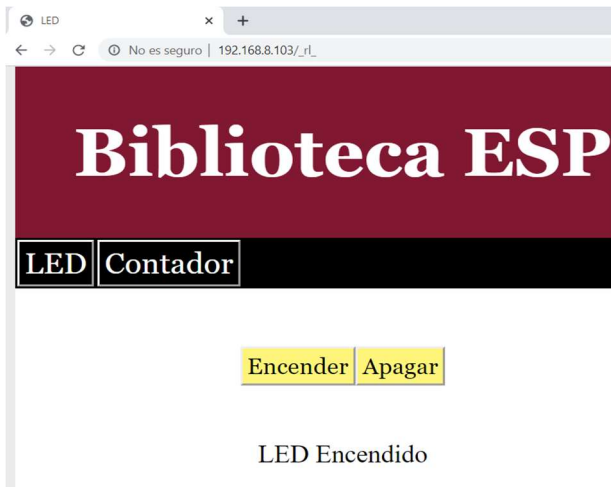 LED
No es seguro | 192.168.8.103/_rl_
Biblioteca ESP
LED Contador
Encender Apagar
LED Encendido